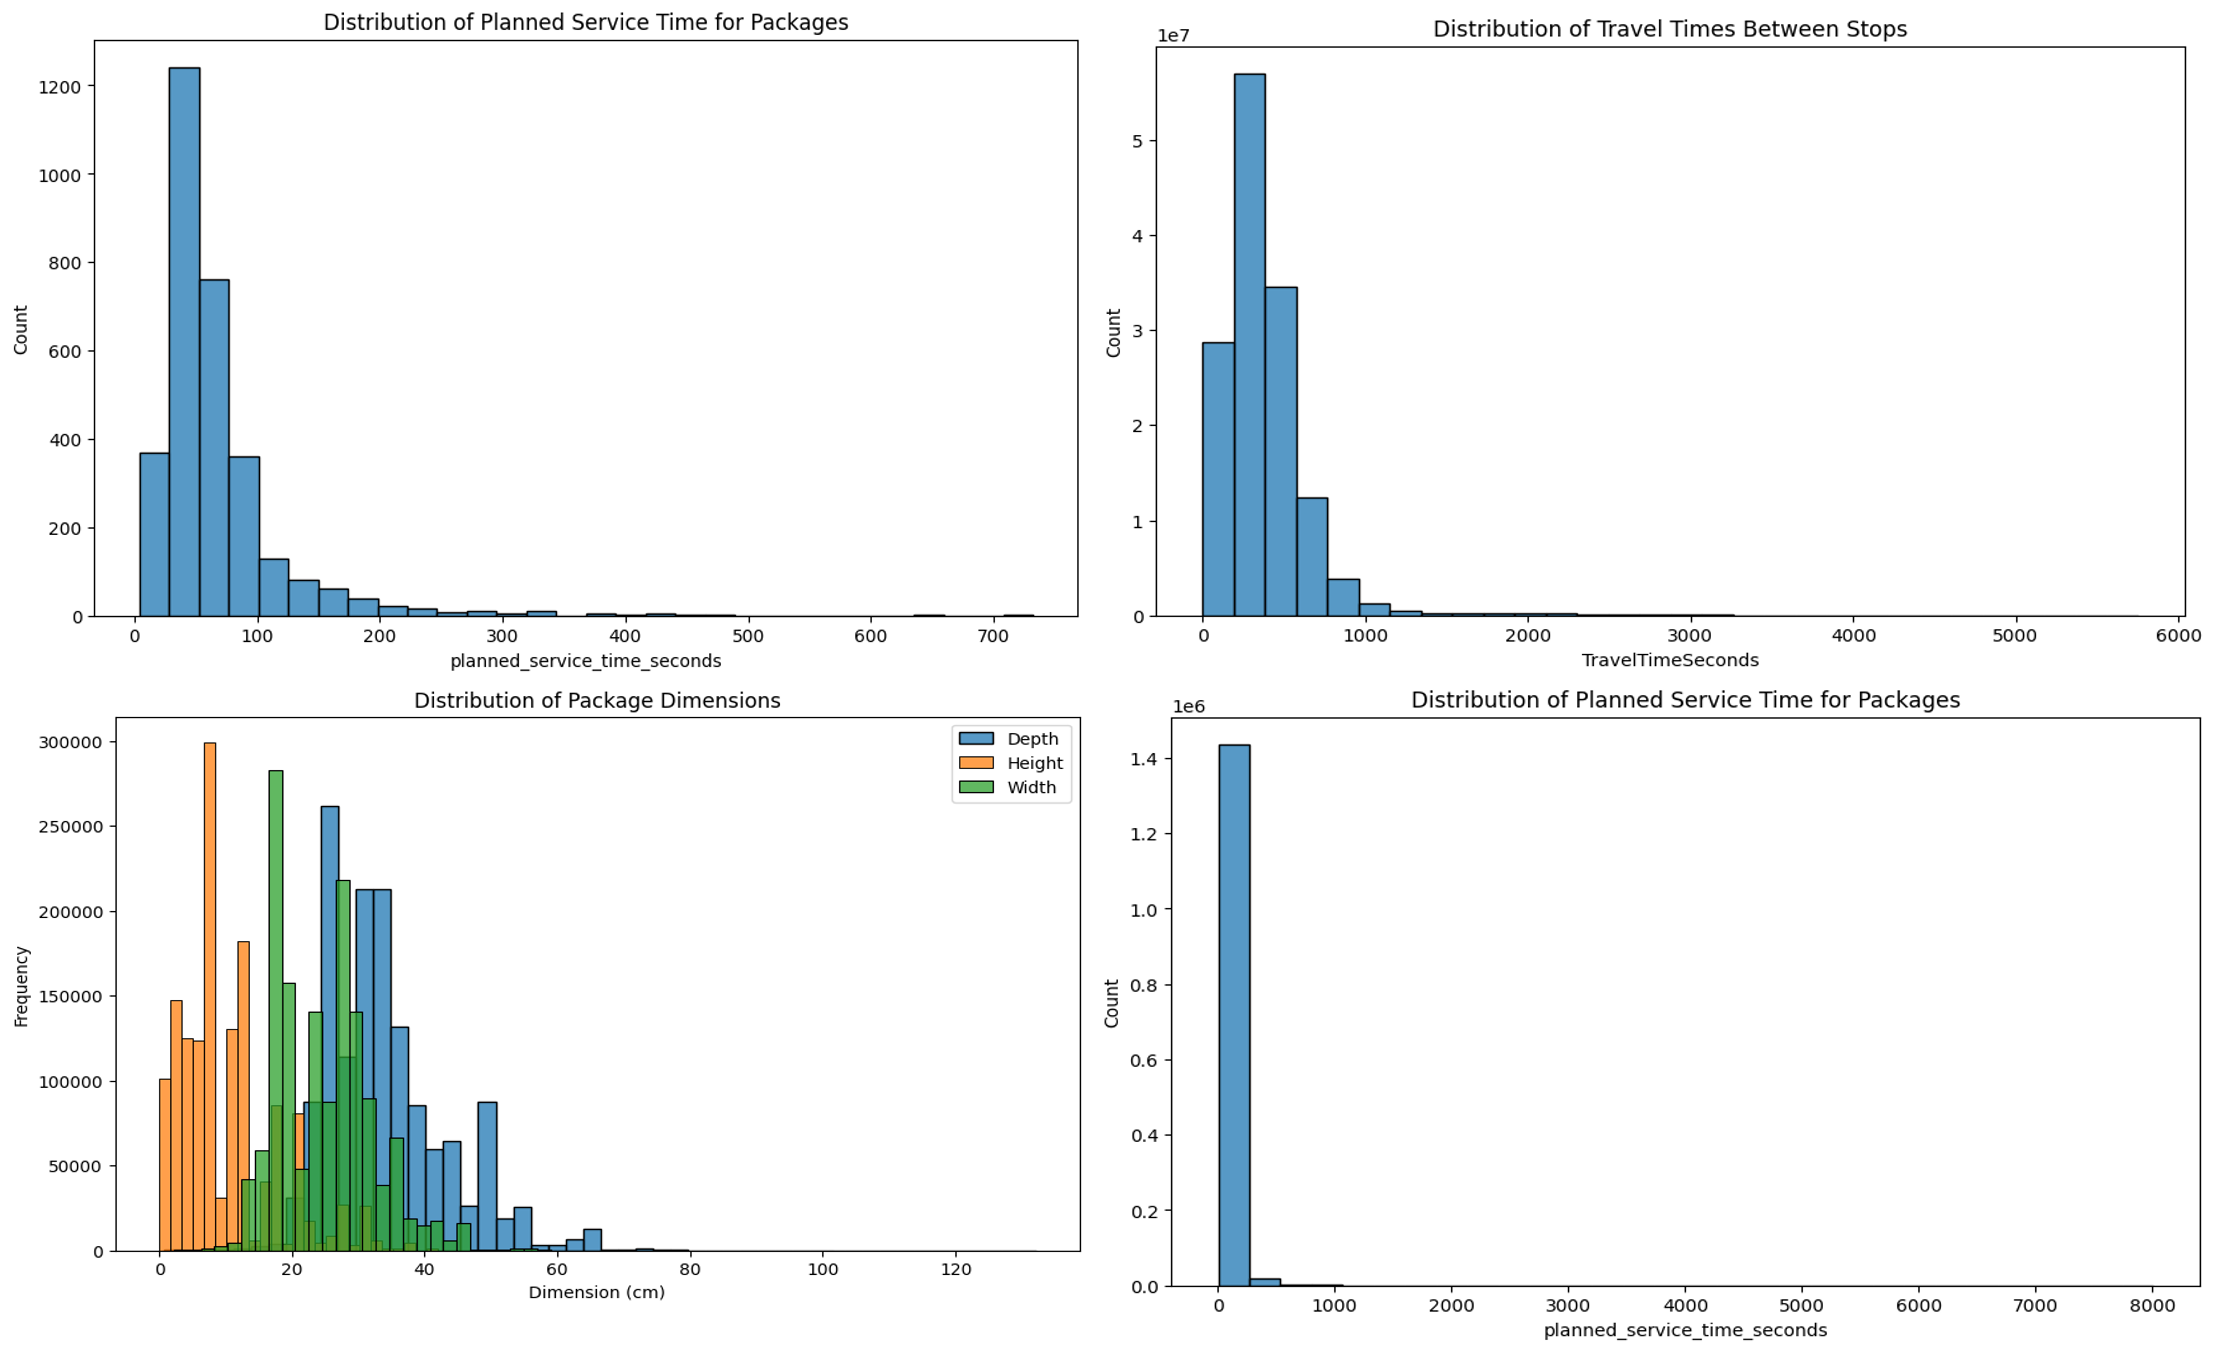 Distribution of Planned Service Time for Packages
1200
1000
800
600
400
200
0
Count
0 100 200 300 400 500 600 700
planned_service_time_seconds
Distribution of Travel Times Between Stops
1e7
5
4
3
2
1
0
Count
0 1000 2000 3000 4000 5000 6000
TravelTimeSeconds
Distribution of Package Dimensions
300000
250000
200000
150000
100000
50000
0
Frequency
Depth
Height
Width
0 20 40 60 80 100 120
Dimension (cm)
Distribution of Planned Service Time for Packages
1e6
1.4
1.2
1.0
0.8
0.6
0.4
0.2
0.0
Count
0 1000 2000 3000 4000 5000 6000 7000 8000
planned_service_time_seconds